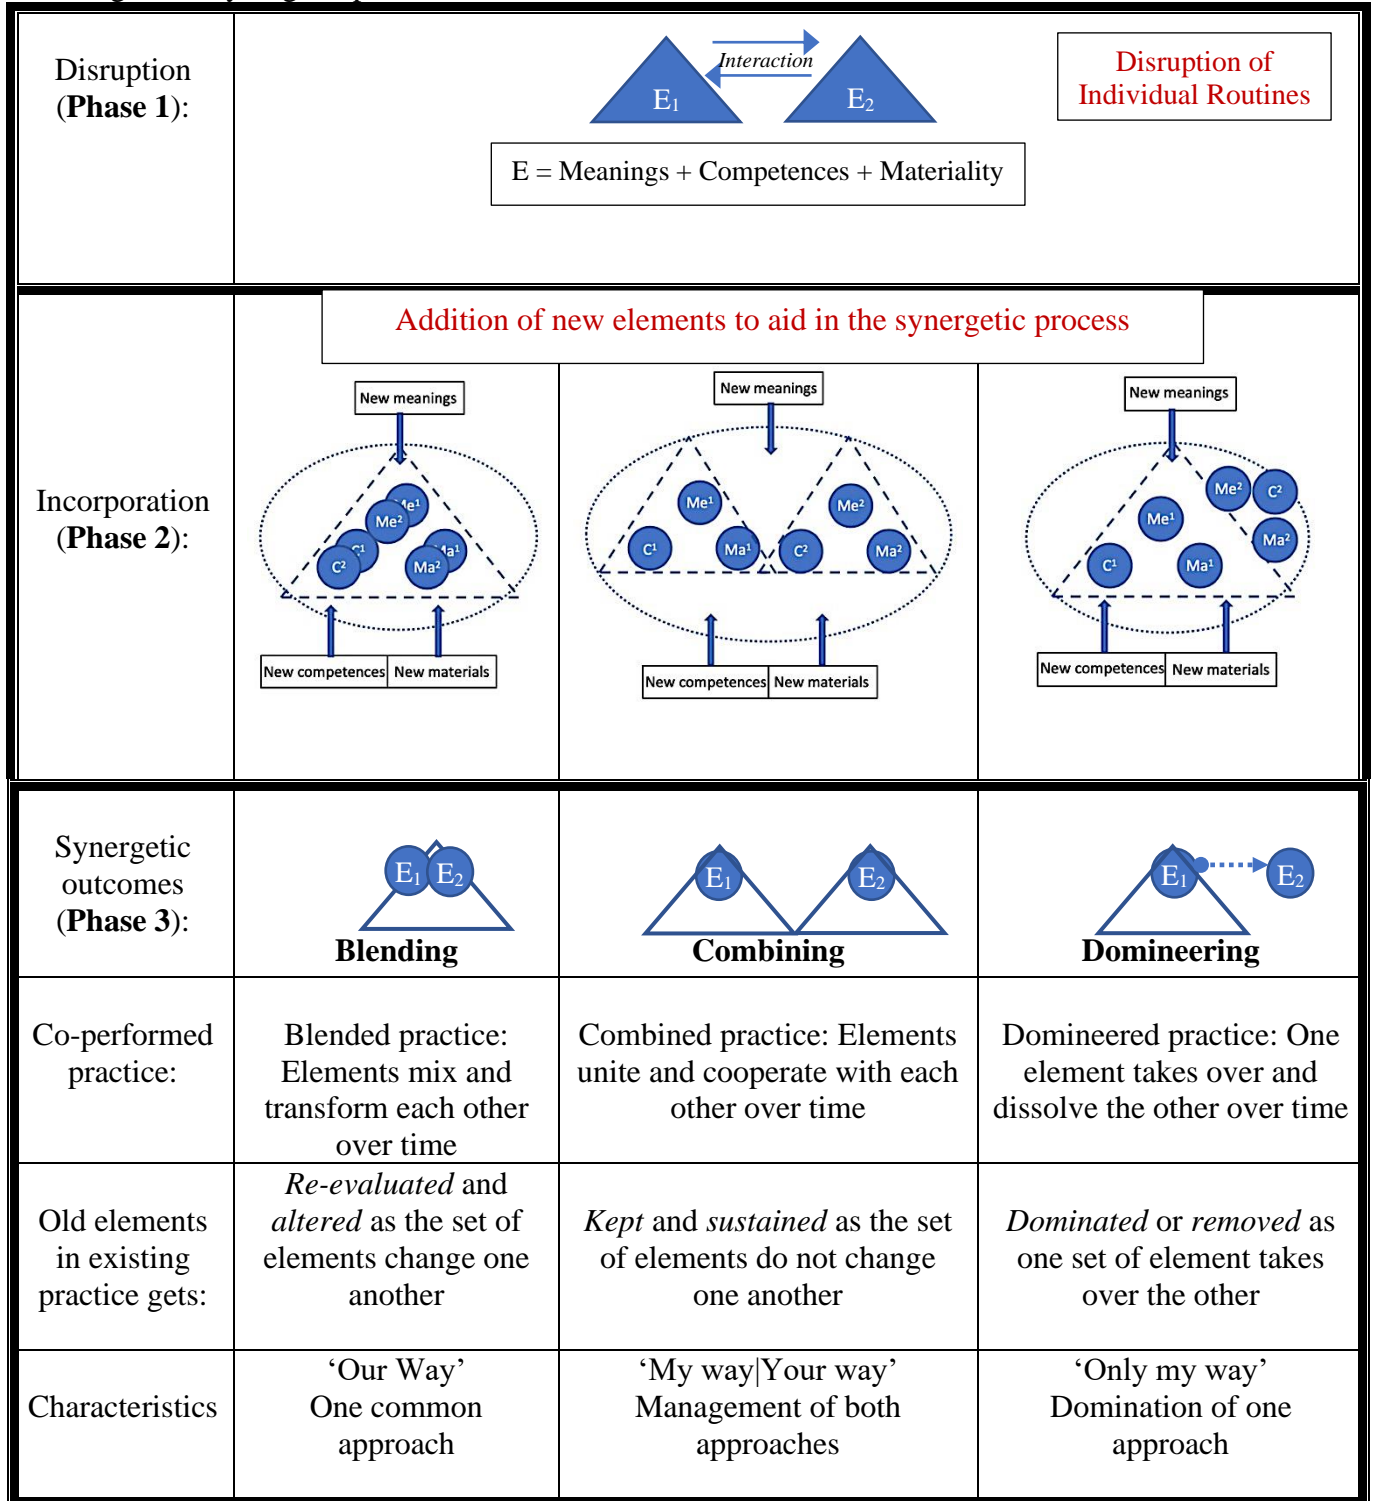 Disruption
(Phase 1):
Interaction
E1
E2
Disruption of
Individual Routines
E = Meanings + Competences + Materiality
Incorporation
(Phase 2):
Addition of new elements to aid in the synergetic process
New meanings
Me1
Me2
C1
C2
Ma1
Ma2
New competences
New materials
New meanings
Me1
Me2
C1
Ma1
C2
Ma2
New competences
New materials
New meanings
Me2
C2
Me1
Ma2
C1
Ma1
New competences
New materials
Synergetic
outcomes
(Phase 3):
E1
E2
Blending
E1
E2
Combining
E1
E2
Domineering
Co-performed
practice:
Blended practice:
Elements mix and
transform each other
over time
Combined practice: Elements
unite and cooperate with each
other over time
Domineered practice: One
element takes over and
dissolve the other over time
Old elements
in existing
practice gets:
Re-evaluated and
altered as the set of
elements change one
another
Kept and sustained as the set
of elements do not change
one another
Dominated or removed as
one set of element takes
over the other
Characteristics
‘Our Way’
One common
approach
‘My way|Your way’
Management of both
approaches
‘Only my way’
Domination of one
approach